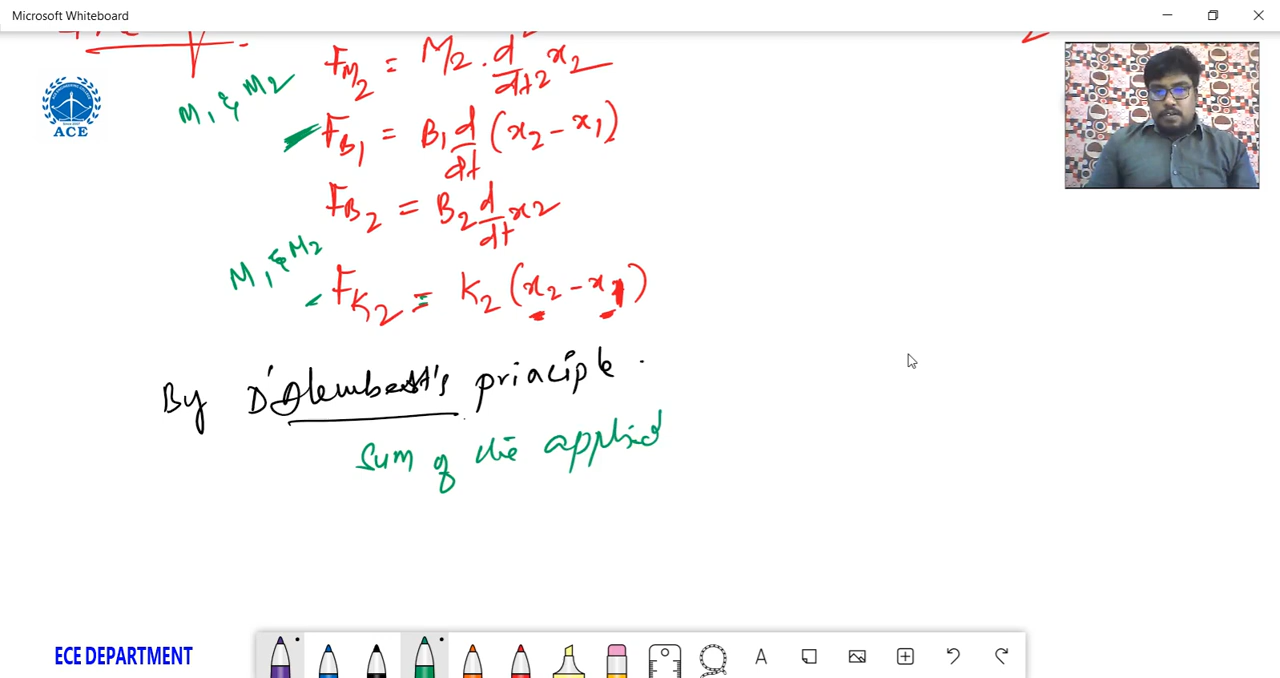 Microsoft Whiteboard
F_M2 = M2 . d²/dt2 x2
M1 & M2
ACE
F_B1 = B1 d/dt (x2 - x1)
F_B2 = B2 d/dt x2
M1 & M2
F_K2 = K2 (x2 - x1)
By D'Alembert's principle .
Sum of the applied
ECE DEPARTMENT
A